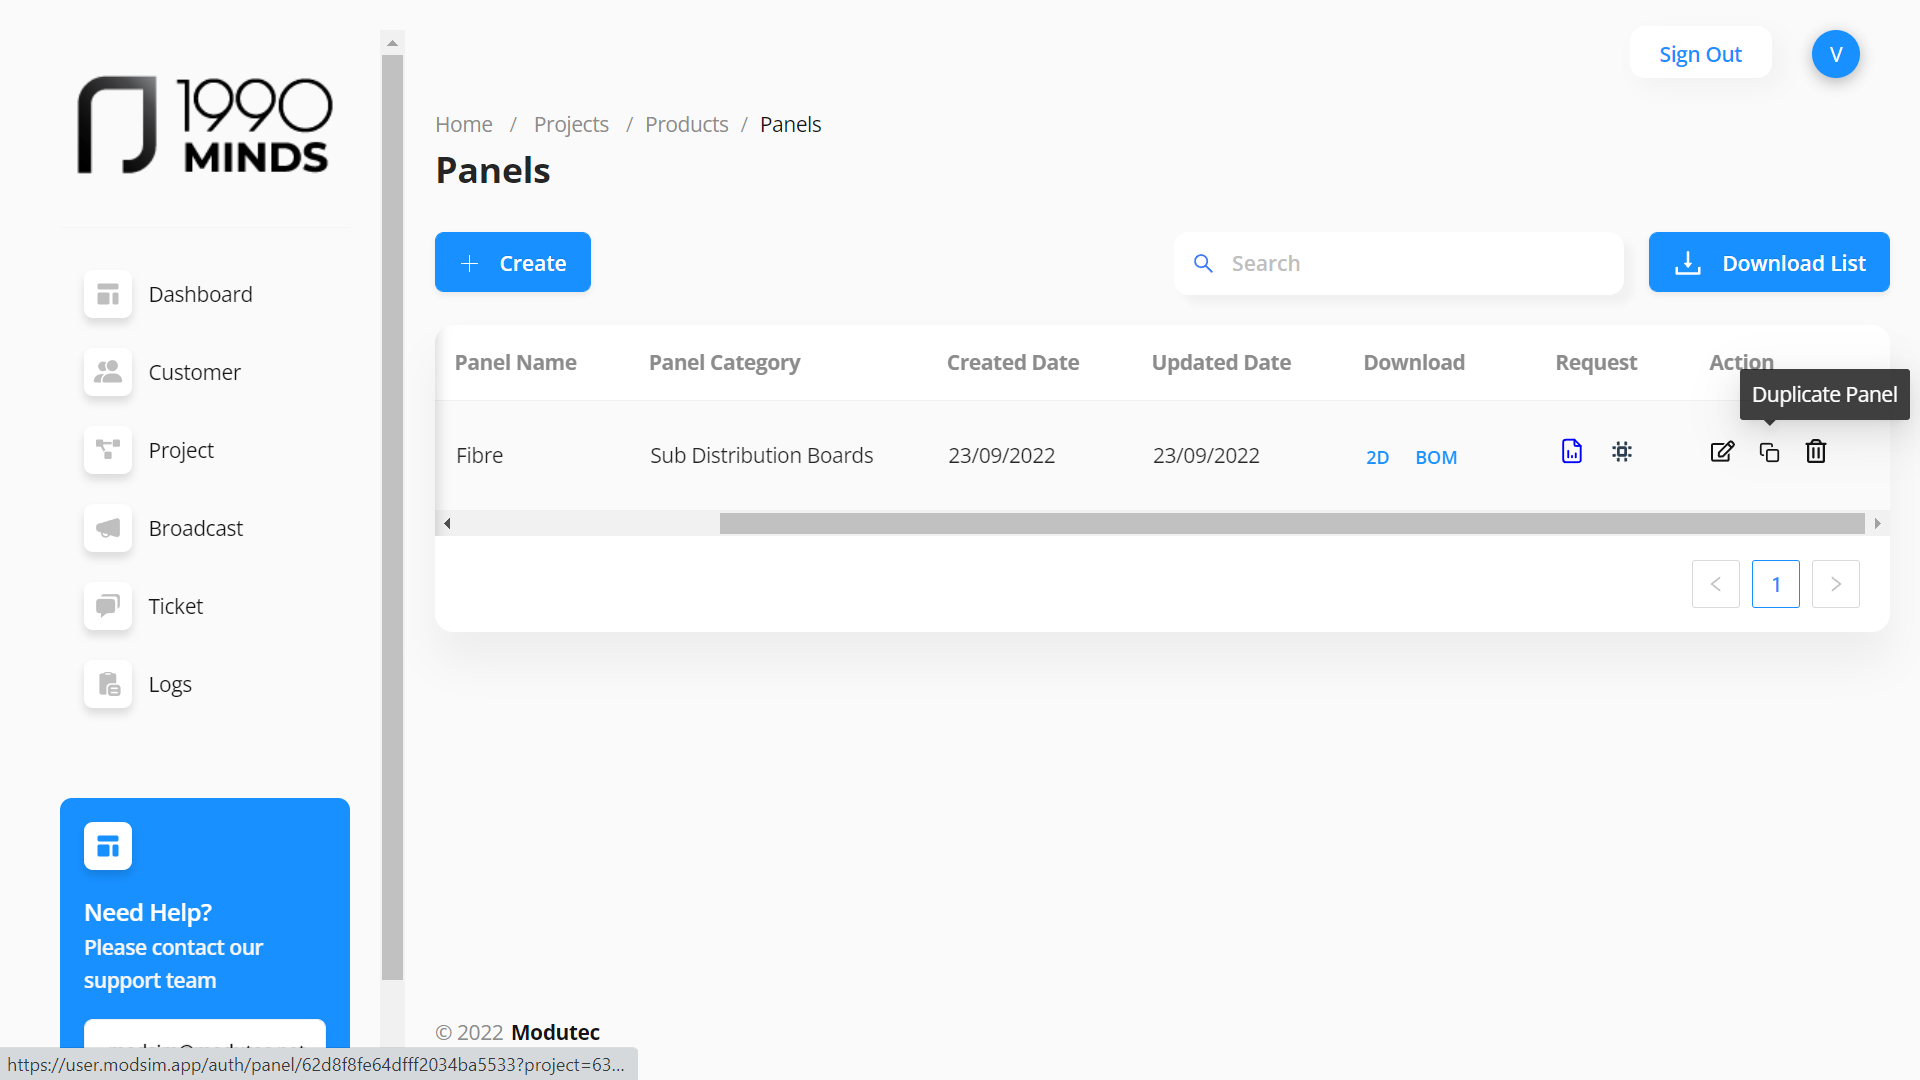 Sign Out
V
1990
MINDS
Home / Projects / Products / Panels
Panels
Create
Search
Download List
Panel Name Panel Category Created Date Updated Date Download Request Action
Duplicate Panel
Fibre Sub Distribution Boards 23/09/2022 23/09/2022 2D BOM
1
Dashboard
Customer
Project
Broadcast
Ticket
Logs
Need Help?
Please contact our
support team
© 2022 Modutec
https://user.modsim.app/auth/panel/62d8f8fe64dfff2034ba5533?project=63...